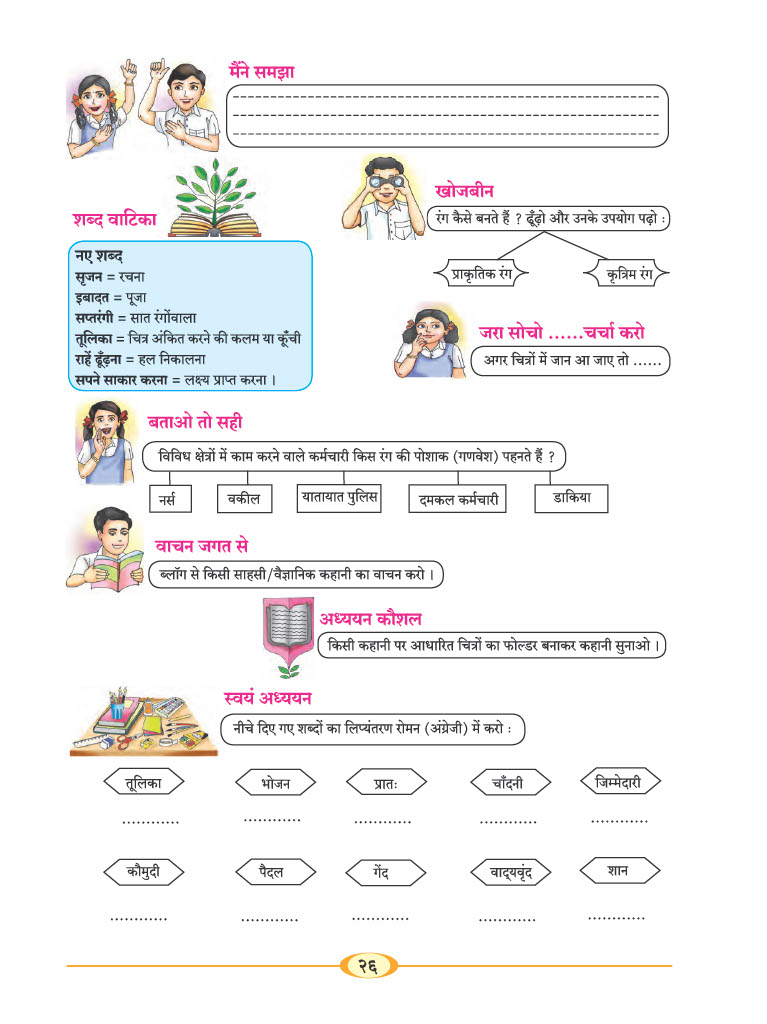 मैंने समझा
शब्द वाटिका
नए शब्द
सृजन = रचना
इबादत = पूजा
सप्तरंगी = सात रंगोंवाला
तूलिका = चित्र अंकित करने की कलम या कूँची
राहें ढूँढ़ना = हल निकालना
सपने साकार करना = लक्ष्य प्राप्त करना ।
खोजबीन
रंग कैसे बनते हैं ? ढूँढ़ो और उनके उपयोग पढ़ो :
प्राकृतिक रंग
कृत्रिम रंग
जरा सोचो ......चर्चा करो
अगर चित्रों में जान आ जाए तो ......
बताओ तो सही
विविध क्षेत्रों में काम करने वाले कर्मचारी किस रंग की पोशाक (गणवेश) पहनते हैं ?
नर्स
वकील
यातायात पुलिस
दमकल कर्मचारी
डाकिया
वाचन जगत से
ब्लॉग से किसी साहसी/वैज्ञानिक कहानी का वाचन करो ।
अध्ययन कौशल
किसी कहानी पर आधारित चित्रों का फोल्डर बनाकर कहानी सुनाओ ।
स्वयं अध्ययन
नीचे दिए गए शब्दों का लिप्यंतरण रोमन (अंग्रेजी) में करो :
तूलिका भोजन प्रातः चाँदनी जिम्मेदारी
............ ............ ............ ............ ............
कौमुदी पैदल गेंद वाद्‌यवृंद शान
............ ............ ............ ............ ............
२६